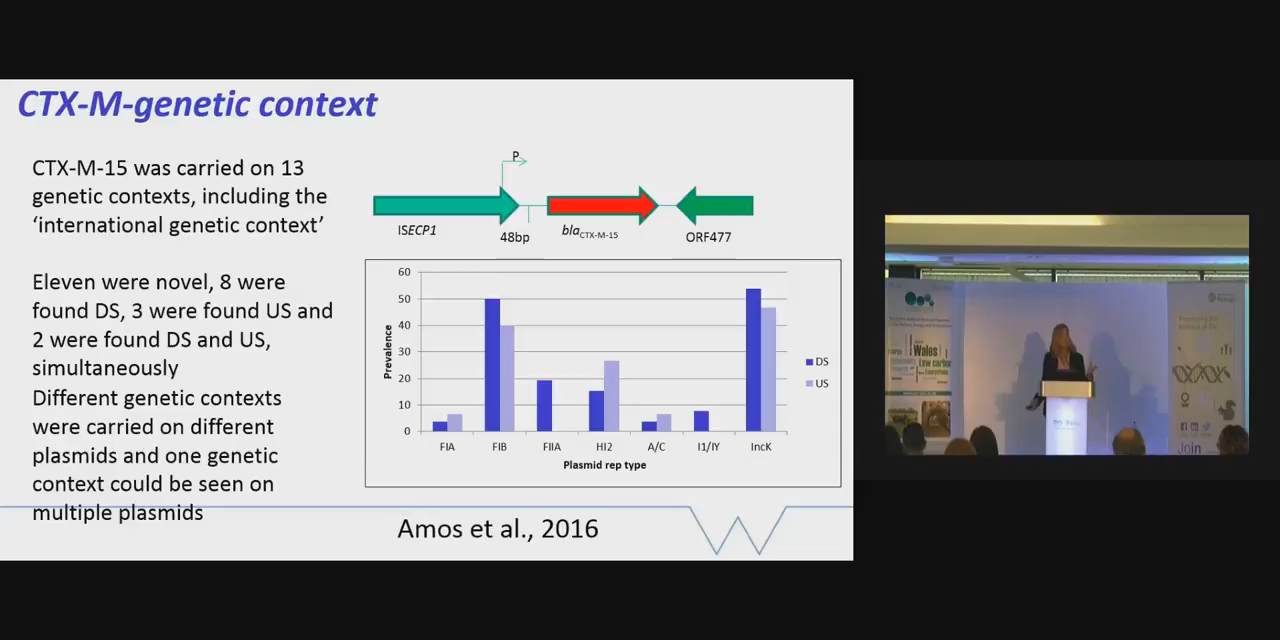 CTX-M-genetic context
CTX-M-15 was carried on 13
genetic contexts, including the
‘international genetic context’
Eleven were novel, 8 were
found DS, 3 were found US and
2 were found DS and US,
simultaneously
Different genetic contexts
were carried on different
plasmids and one genetic
context could be seen on
multiple plasmids
P
ISECP1
48bp
blaCTX-M-15
ORF477
60
50
40
30
20
10
0
Prevalence
FIA FIB FIIA HI2 A/C I1/IY IncK
Plasmid rep type
DS
US
Amos et al., 2016
Wales
Low carbon
Join